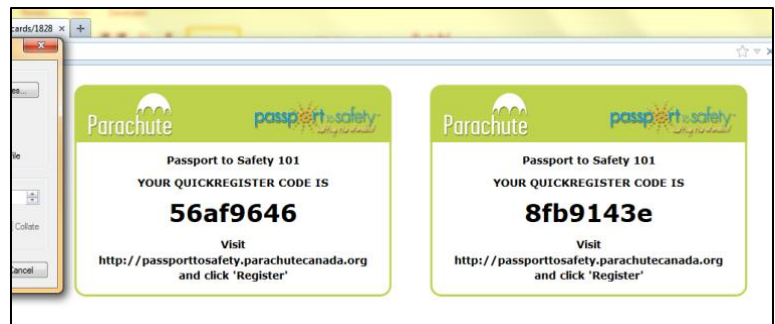 cards/1828 × +
es...
Parachute
passport to safety
Passport to Safety 101
YOUR QUICKREGISTER CODE IS
56af9646
Visit
http://passporttosafety.parachutecanada.org
and click 'Register'
Parachute
passport to safety
Passport to Safety 101
YOUR QUICKREGISTER CODE IS
8fb9143e
Visit
http://passporttosafety.parachutecanada.org
and click 'Register'
ile
Collate
Cancel